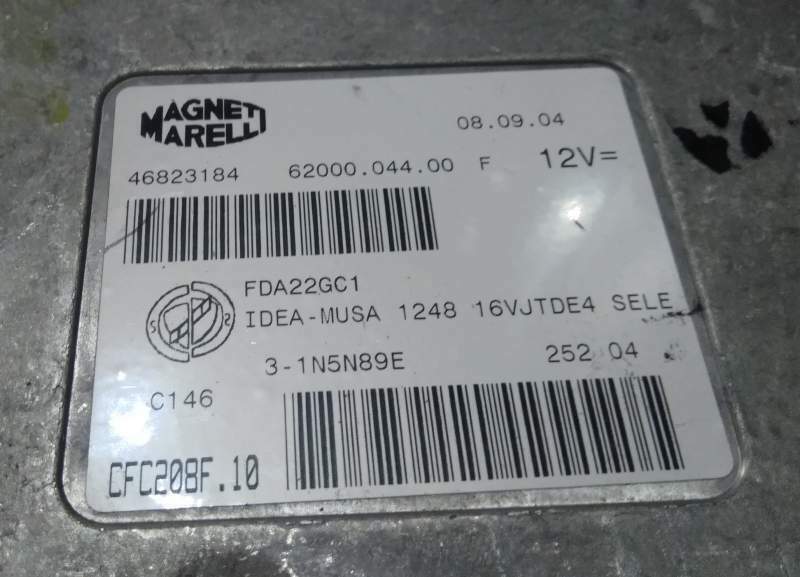 MAGNETI
MARELLI
08.09.04
46823184 62000.044.00 F 12V=
FDA22GC1
IDEA-MUSA 1248 16VJTDE4 SELE
3-1N5N89E 252 04
C146
CFC208F.10